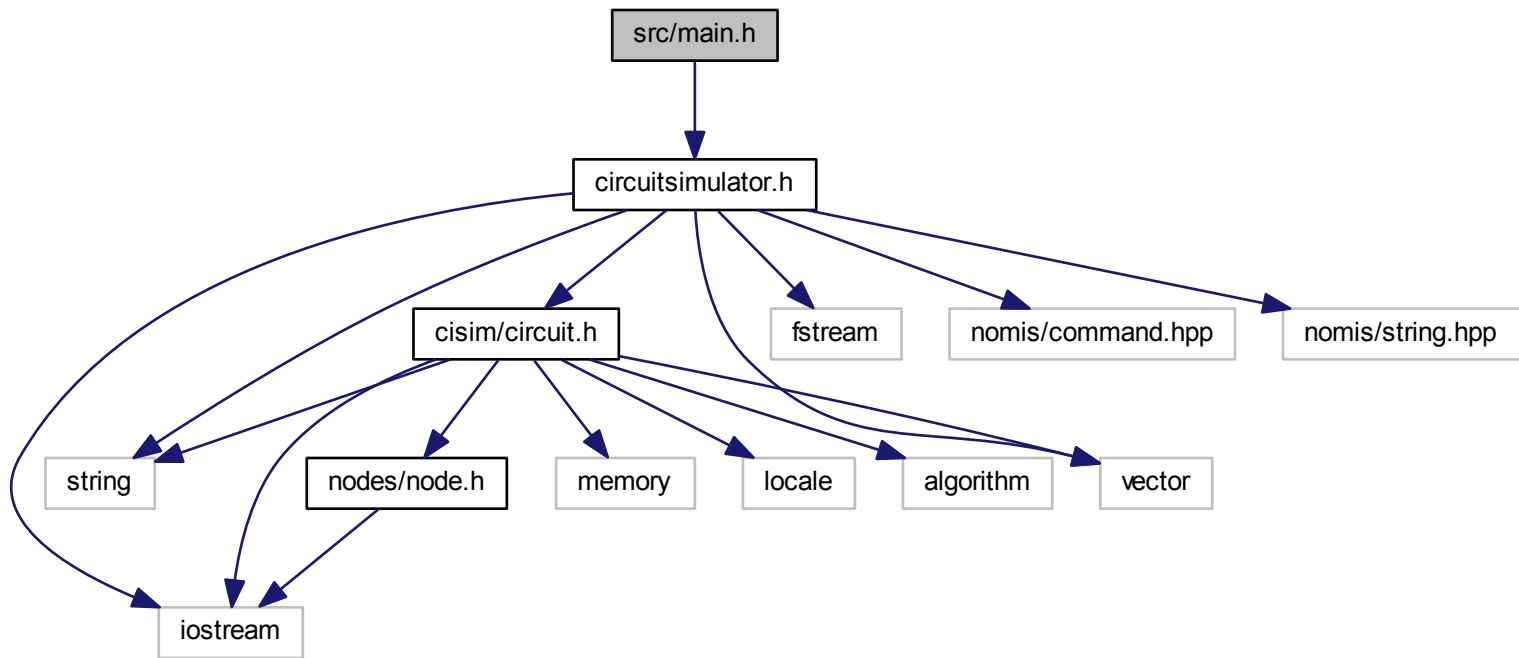 src/main.h
circuitsimulator.h
cisim/circuit.h
fstream
nomis/command.hpp
nomis/string.hpp
string
nodes/node.h
memory
locale
algorithm
vector
iostream